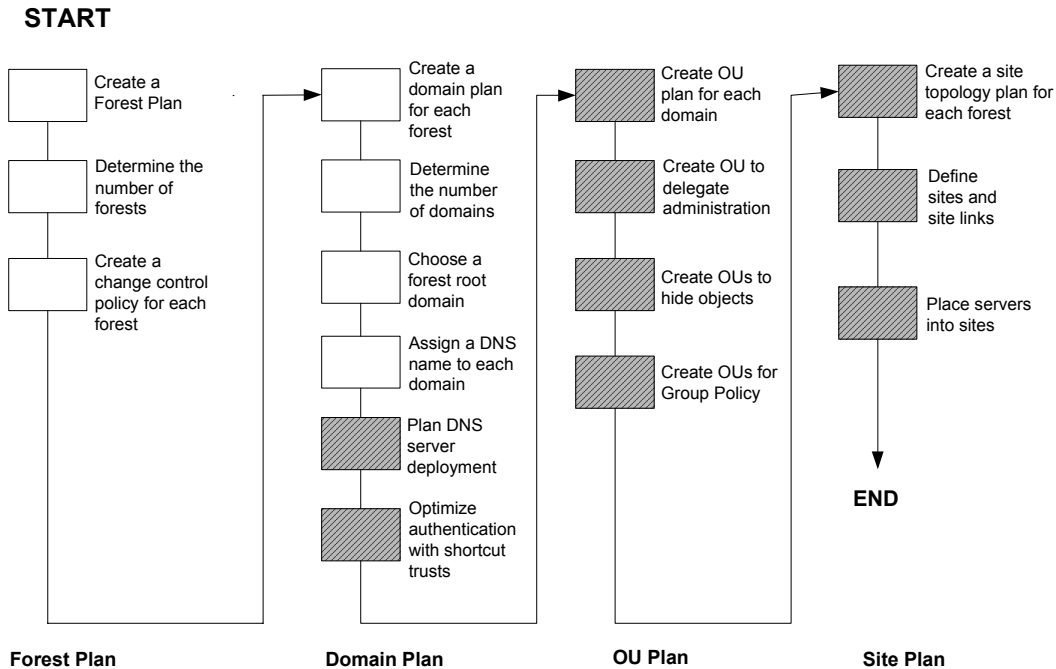 START
Create a
Forest Plan
Determine the
number of
forests
Create a
change control
policy for each
forest
Create a
domain plan
for each
forest
Determine
the number
of domains
Choose a
forest root
domain
Assign a DNS
name to each
domain
Plan DNS
server
deployment
Optimize
authentication
with shortcut
trusts
Create OU
plan for each
domain
Create OU to
delegate
administration
Create OUs to
hide objects
Create OUs for
Group Policy
Create a site
topology plan for
each forest
Define
sites and
site links
Place servers
into sites
END
Forest Plan
Domain Plan
OU Plan
Site Plan